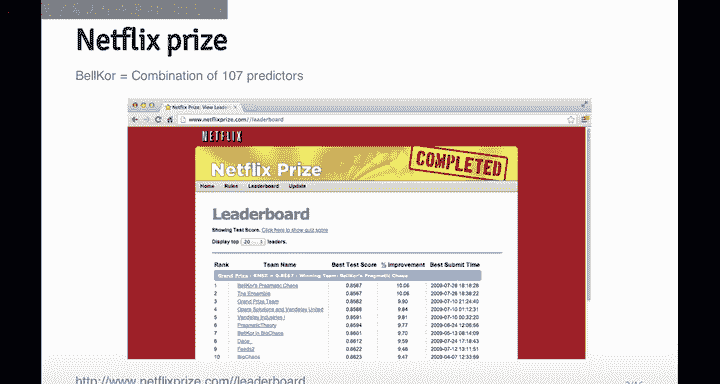 Netflix prize
BellKor = Combination of 107 predictors
Netflix Prize: View Leade
www.netflixprize.com//leaderboard
NETFLIX
Netflix Prize
COMPLETED
Home Rules Leaderboard Update
Leaderboard
Showing Test Score. Click here to show quiz score
Display top 20 leaders.
Rank Team Name Best Test Score % Improvement Best Submit Time
Grand Prize - RMSE = 0.8567 - Winning Team: BellKor's Pragmatic Chaos
1 BellKor's Pragmatic Chaos 0.8567 10.06 2009-07-26 18:18:28
2 The Ensemble 0.8567 10.06 2009-07-26 18:38:22
3 Grand Prize Team 0.8582 9.90 2009-07-10 21:24:40
4 Opera Solutions and Vandelay United 0.8588 9.84 2009-07-10 01:12:31
5 Vandelay Industries ! 0.8591 9.81 2009-07-10 00:32:20
6 PragmaticTheory 0.8594 9.77 2009-06-24 12:06:56
7 BellKor in BigChaos 0.8601 9.70 2009-05-13 08:14:09
8 Dace_ 0.8612 9.59 2009-07-24 17:18:43
9 Feeds2 0.8622 9.48 2009-07-12 13:11:51
10 BigChaos 0.8623 9.47 2009-04-07 12:33:59
http://www.netflixprize.com//leaderboard